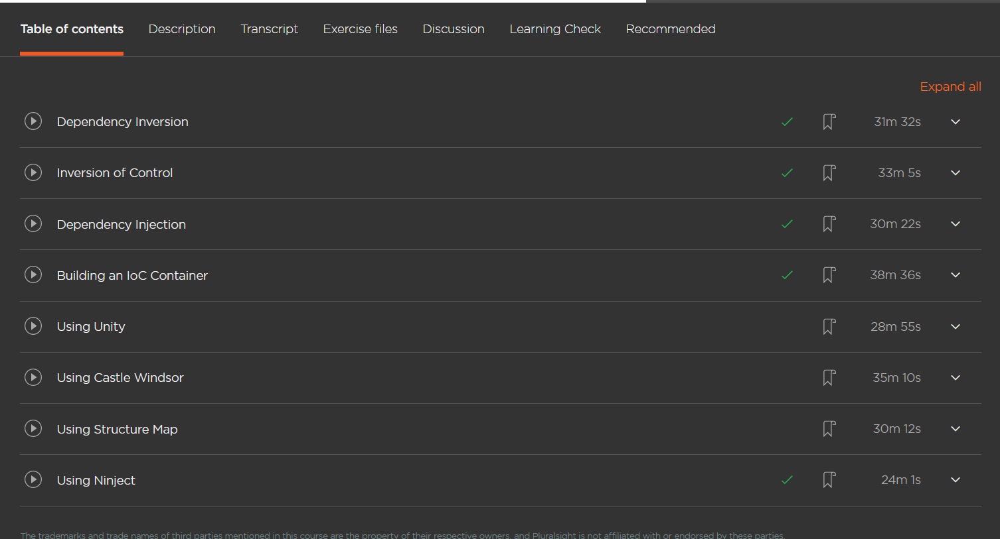 Table of contents Description Transcript Exercise files Discussion Learning Check Recommended
Expand all
Dependency Inversion 31m 32s
Inversion of Control 33m 5s
Dependency Injection 30m 22s
Building an IoC Container 38m 36s
Using Unity 28m 55s
Using Castle Windsor 35m 10s
Using Structure Map 30m 12s
Using Ninject 24m 1s
The trademarks and trade names of third parties mentioned in this course are the property of their respective owners, and Pluralsight is not affiliated with or endorsed by these parties.